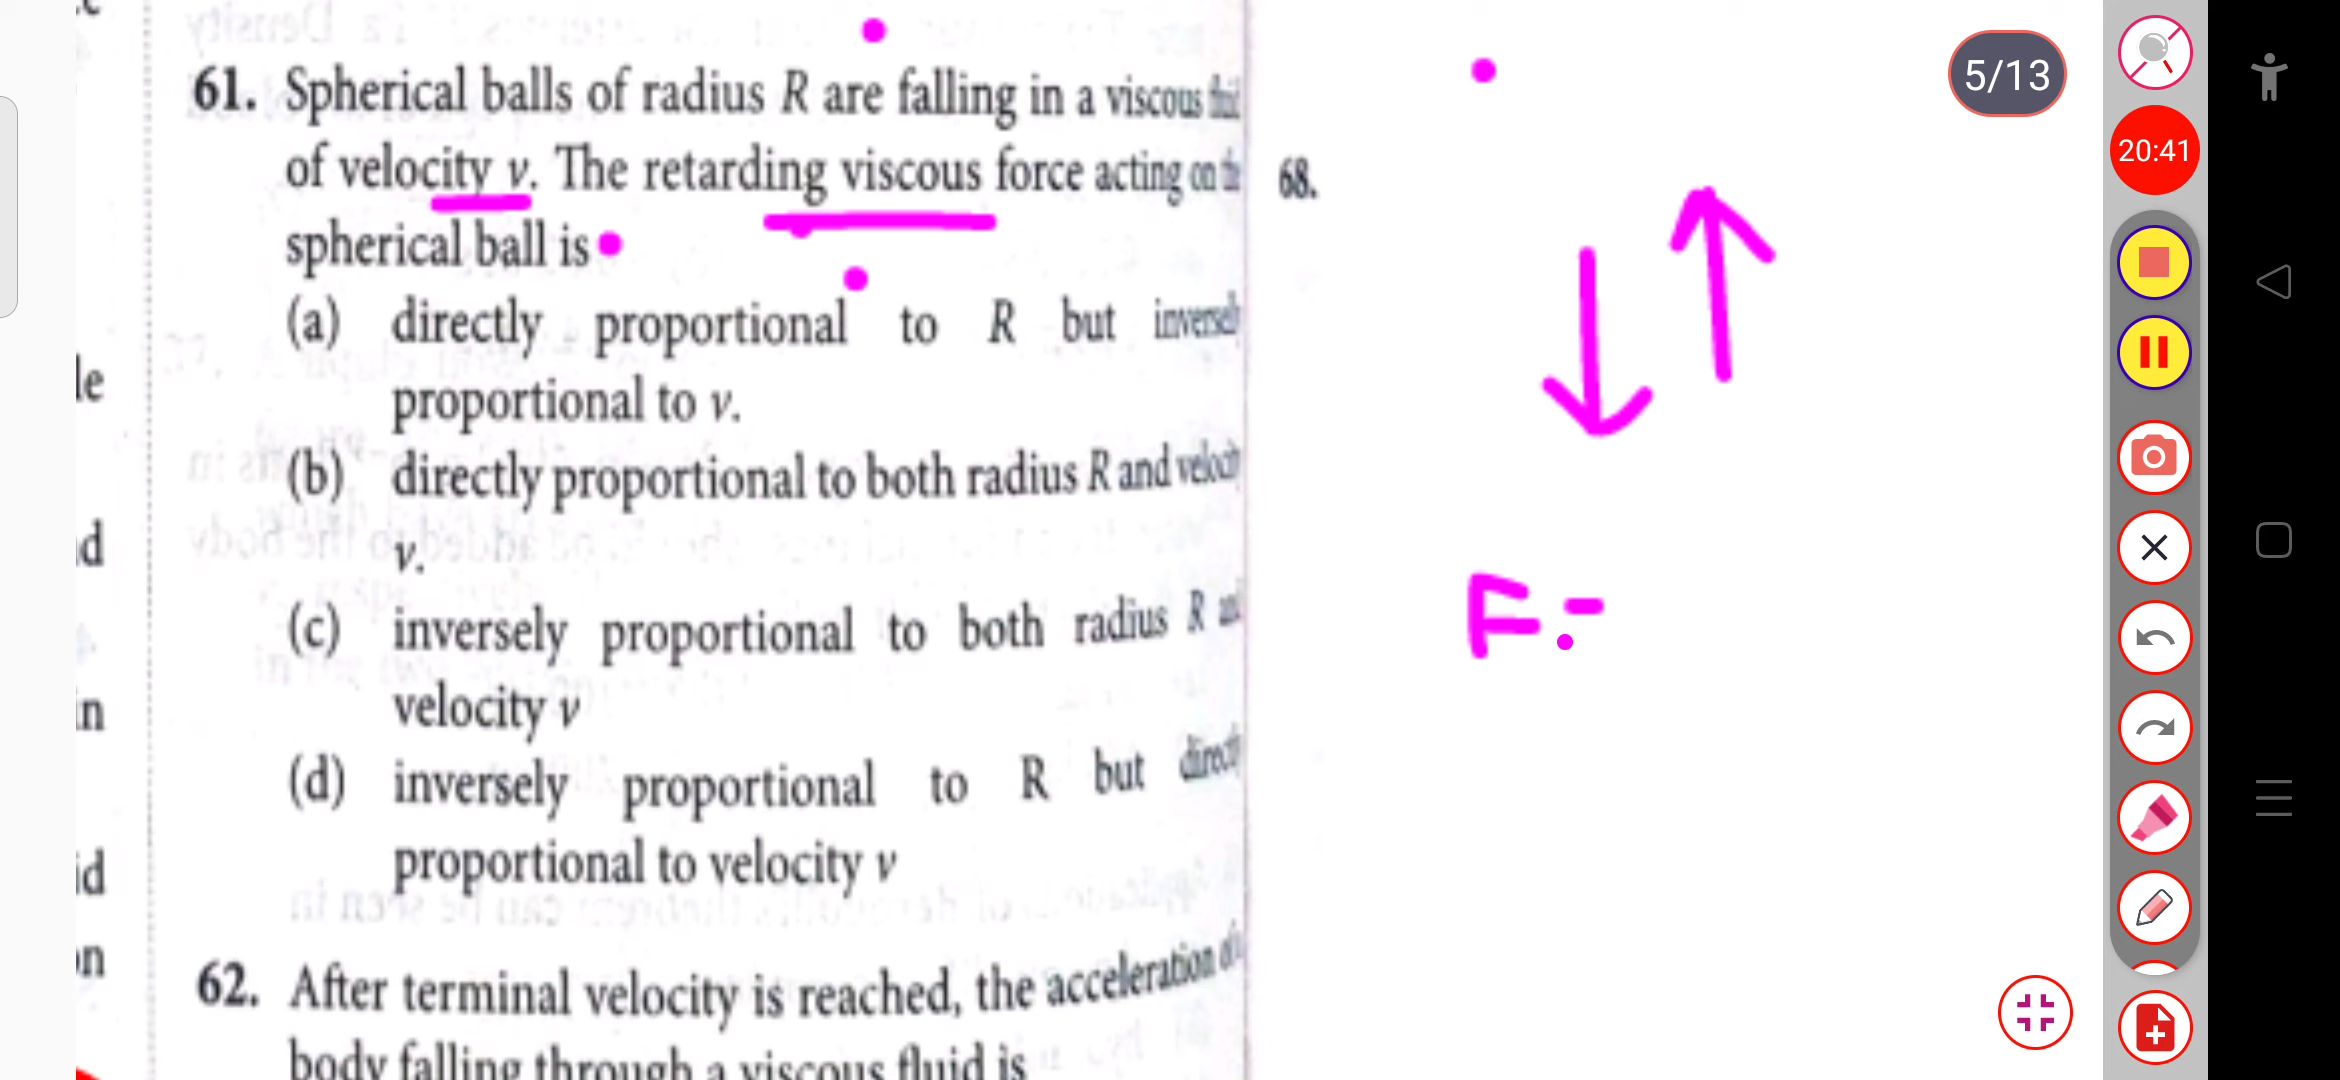 61. Spherical balls of radius R are falling in a viscous
of velocity v. The retarding viscous force acting on
spherical ball is
(a) directly proportional to R but
proportional to v.
(b) directly proportional to both radius R and
v.
(c) inversely proportional to both radius R
velocity v
(d) inversely proportional to R but
proportional to velocity v
62. After terminal velocity is reached, the acceleration
body falling through a viscous fluid is
68.
F=
5/13
20:41
le
d
n
id
on